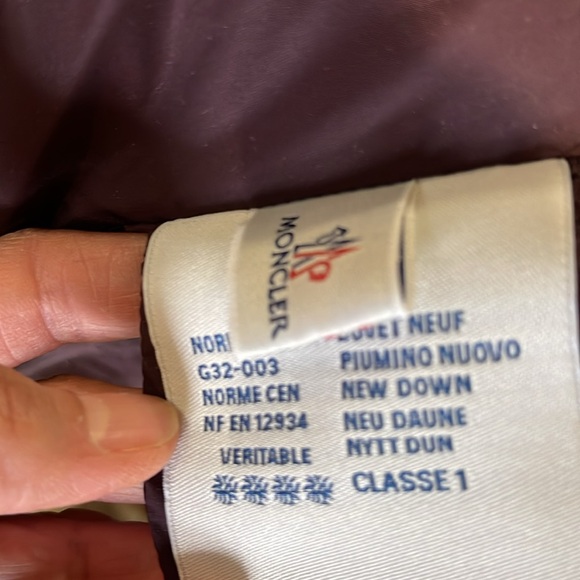 MONCLER
NEUF
G32-003
PIUMINO NUOVO
NORME CEN
NEW DOWN
NF EN 12934
NEU DAUNE
VERITABLE
NYTT DUN
CLASSE 1